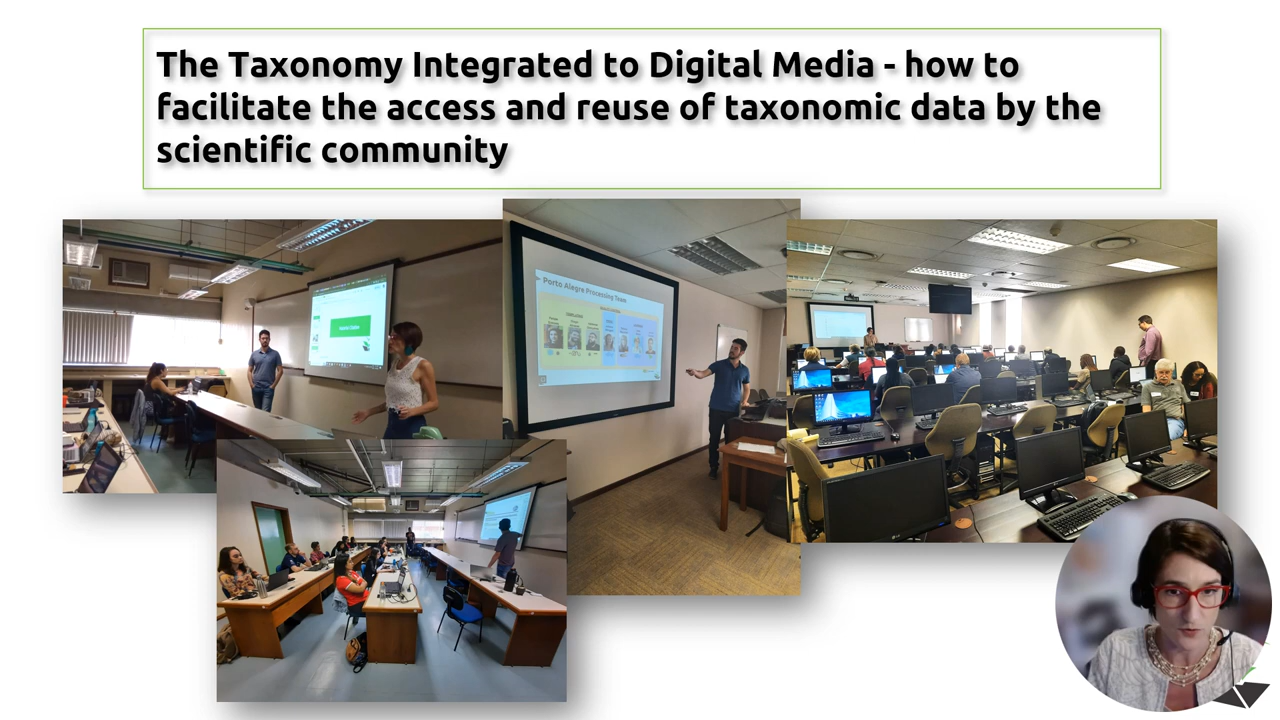 The Taxonomy Integrated to Digital Media - how to
facilitate the access and reuse of taxonomic data by the
scientific community
Porto Alegre Processing Team